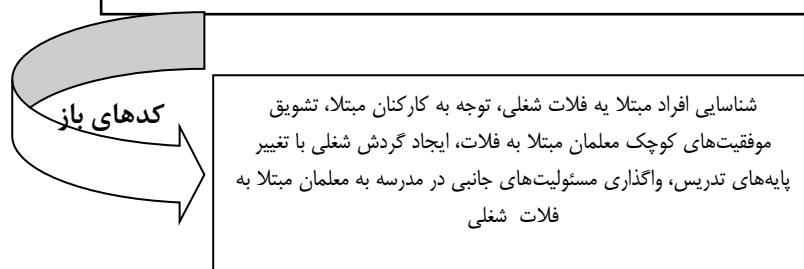 کدهای باز
شناسایی افراد مبتلا یه فلات شغلی، توجه به کارکنان مبتلا، تشویق
موفقیت‌های کوچک معلمان مبتلا به فلات، ایجاد گردش شغلی با تغییر
پایه‌های تدریس، واگذاری مسئولیت‌های جانبی در مدرسه به معلمان مبتلا به
فلات شغلی